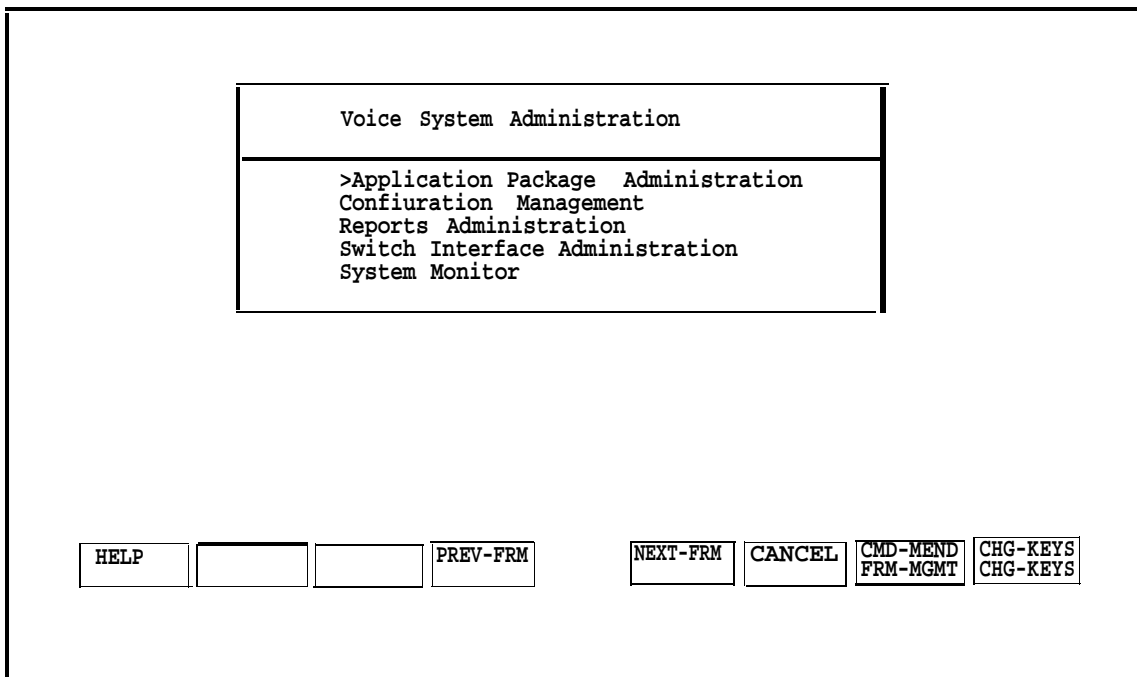 Voice System Administration
>Application Package Administration
Confiuration Management
Reports Administration
Switch Interface Administration
System Monitor
HELP PREV-FRM NEXT-FRM CANCEL CMD-MEND CHG-KEYS
FRM-MGMT CHG-KEYS